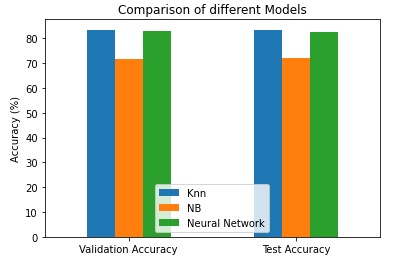 Comparison of different Models
Accuracy (%)
80
70
60
50
40
30
20
10
0
Knn
NB
Neural Network
Validation Accuracy
Test Accuracy